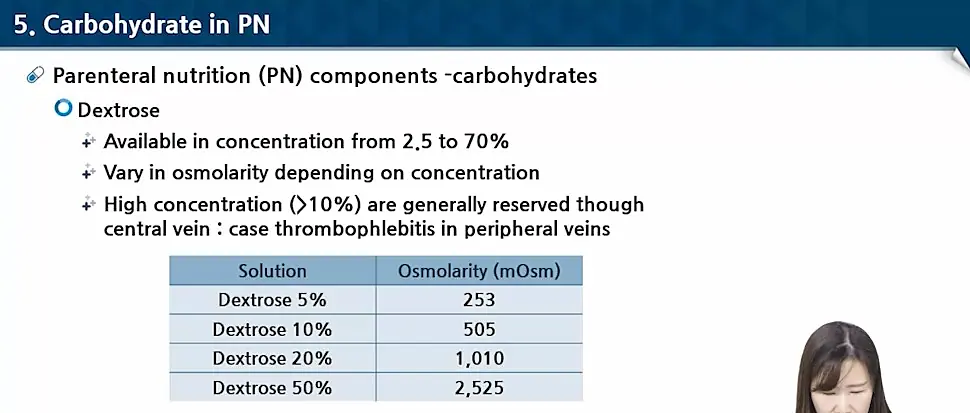 5. Carbohydrate in PN
Parenteral nutrition (PN) components -carbohydrates
Dextrose
Available in concentration from 2.5 to 70%
Vary in osmolarity depending on concentration
High concentration (>10%) are generally reserved though
central vein : case thrombophlebitis in peripheral veins
Solution Osmolarity (mOsm)
Dextrose 5% 253
Dextrose 10% 505
Dextrose 20% 1,010
Dextrose 50% 2,525